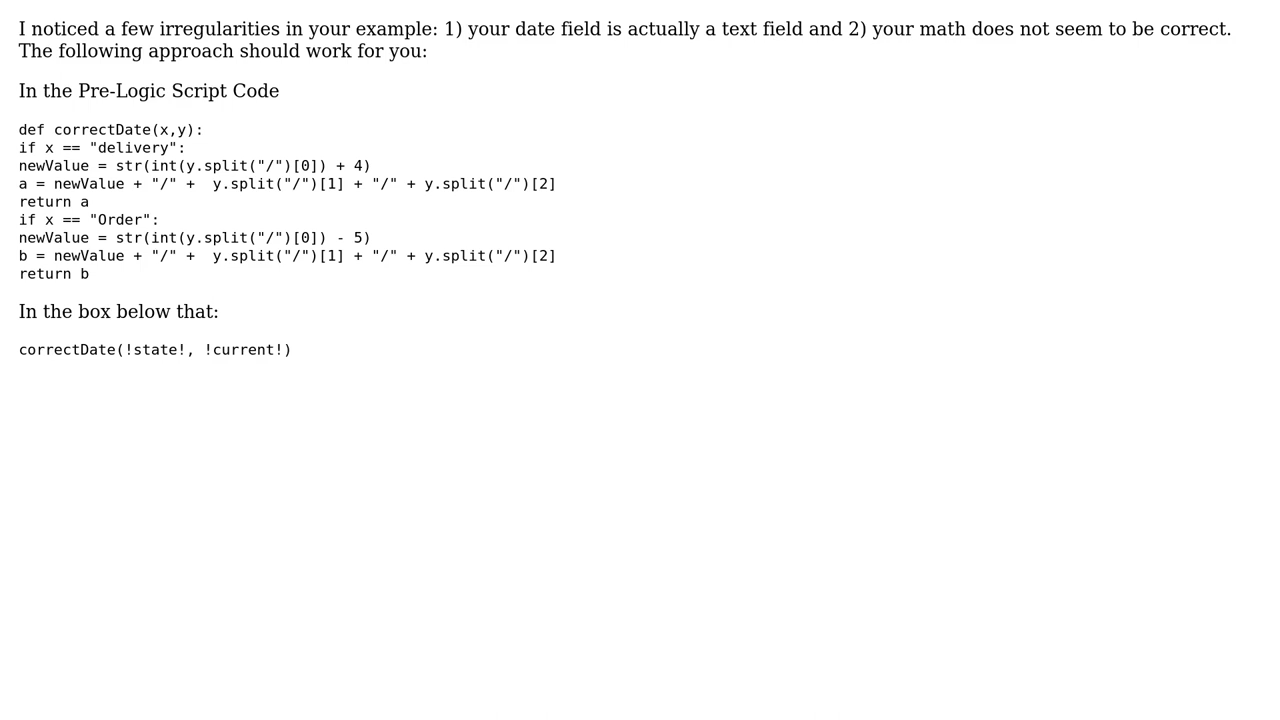 I noticed a few irregularities in your example: 1) your date field is actually a text field and 2) your math does not seem to be correct.
The following approach should work for you:
In the Pre-Logic Script Code
def correctDate(x,y):
if x == "delivery":
newValue = str(int(y.split("/")[0]) + 4)
a = newValue + "/" +  y.split("/")[1] + "/" + y.split("/")[2]
return a
if x == "Order":
newValue = str(int(y.split("/")[0]) - 5)
b = newValue + "/" +  y.split("/")[1] + "/" + y.split("/")[2]
return b
In the box below that:
correctDate(!state!, !current!)